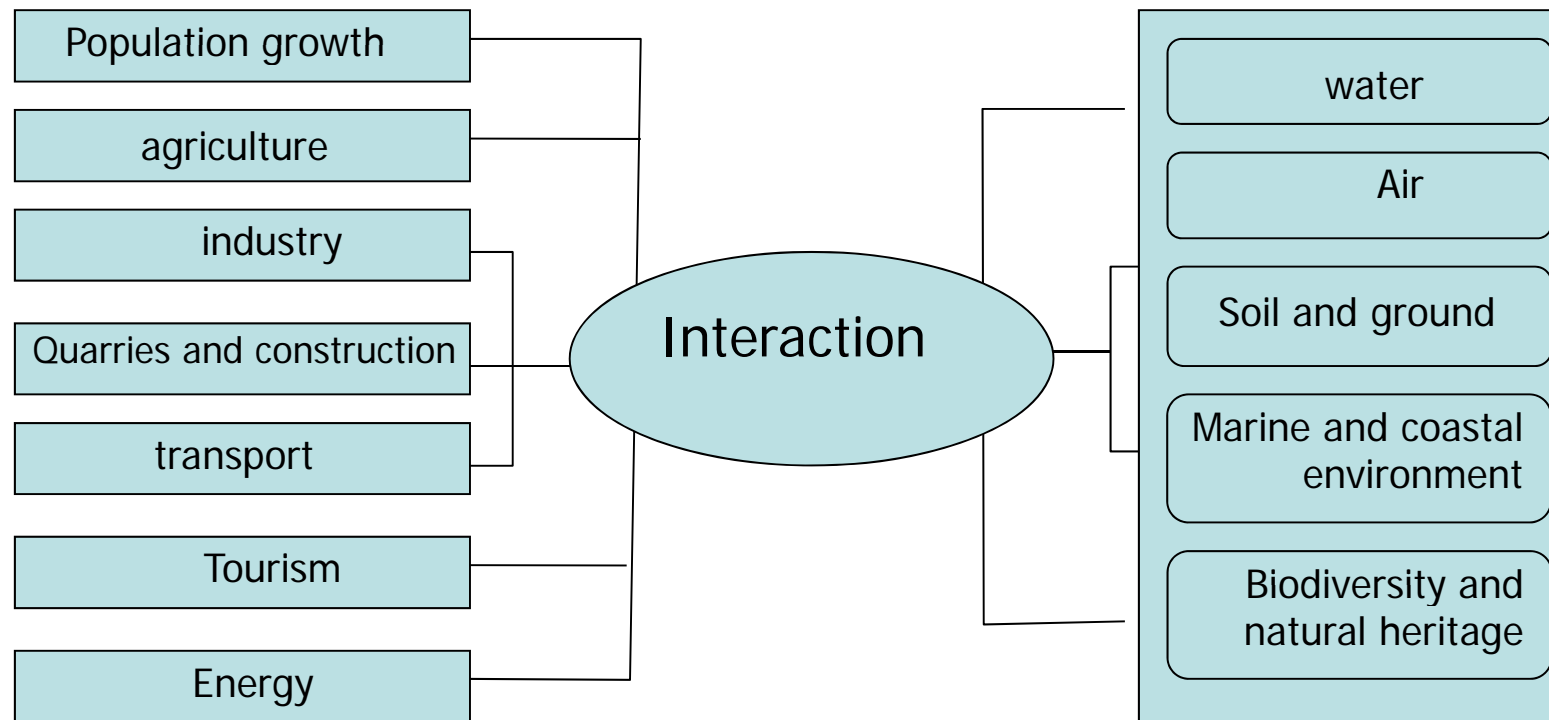 Population growth
agriculture
industry
Quarries and construction
transport
Tourism
Energy
Interaction
water
Air
Soil and ground
Marine and coastal
environment
Biodiversity and
natural heritage